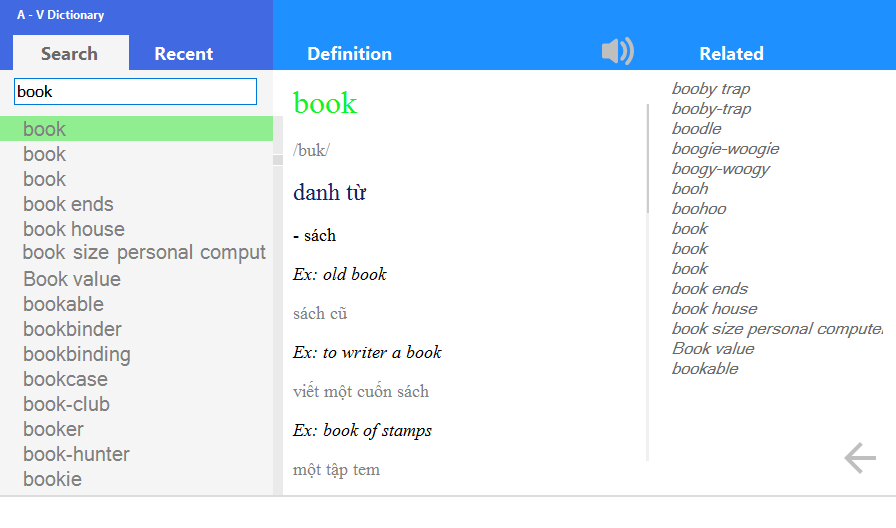 A - V Dictionary
Search
Recent
Definition
Related
book
book
book
book
book ends
book house
book size personal comput
Book value
bookable
bookbinder
bookbinding
bookcase
book-club
booker
book-hunter
bookie
book
/buk/
danh từ
- sách
Ex: old book
sách cũ
Ex: to writer a book
viết một cuốn sách
Ex: book of stamps
một tập tem
booby trap
booby-trap
boodle
boogie-woogie
boogy-woogy
booh
boohoo
book
book
book
book ends
book house
book size personal computer
Book value
bookable